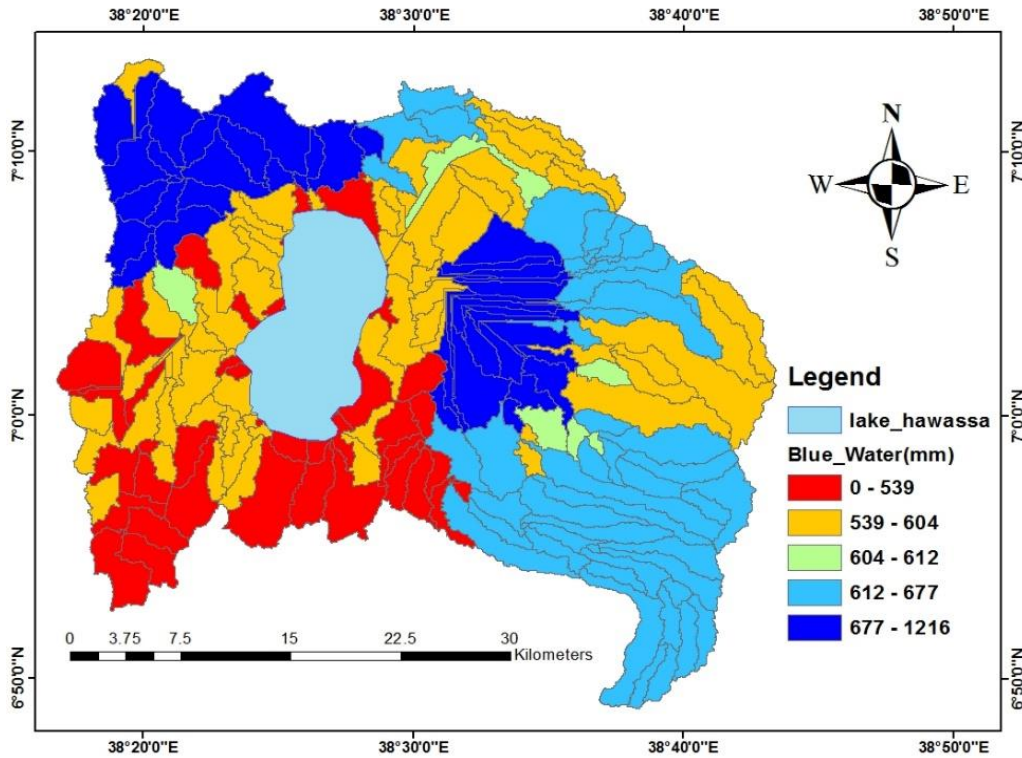 38°20'0"E 38°30'0"E 38°40'0"E 38°50'0"E
7°10'0"N 7°10'0"N
N
W E
S
7°0'0"N 7°0'0"N
Legend
lake_hawassa
Blue_Water(mm)
0 - 539
539 - 604
604 - 612
612 - 677
677 - 1216
0 3.75 7.5 15 22.5 30
Kilometers
6°50'0"N 6°50'0"N
38°20'0"E 38°30'0"E 38°40'0"E 38°50'0"E